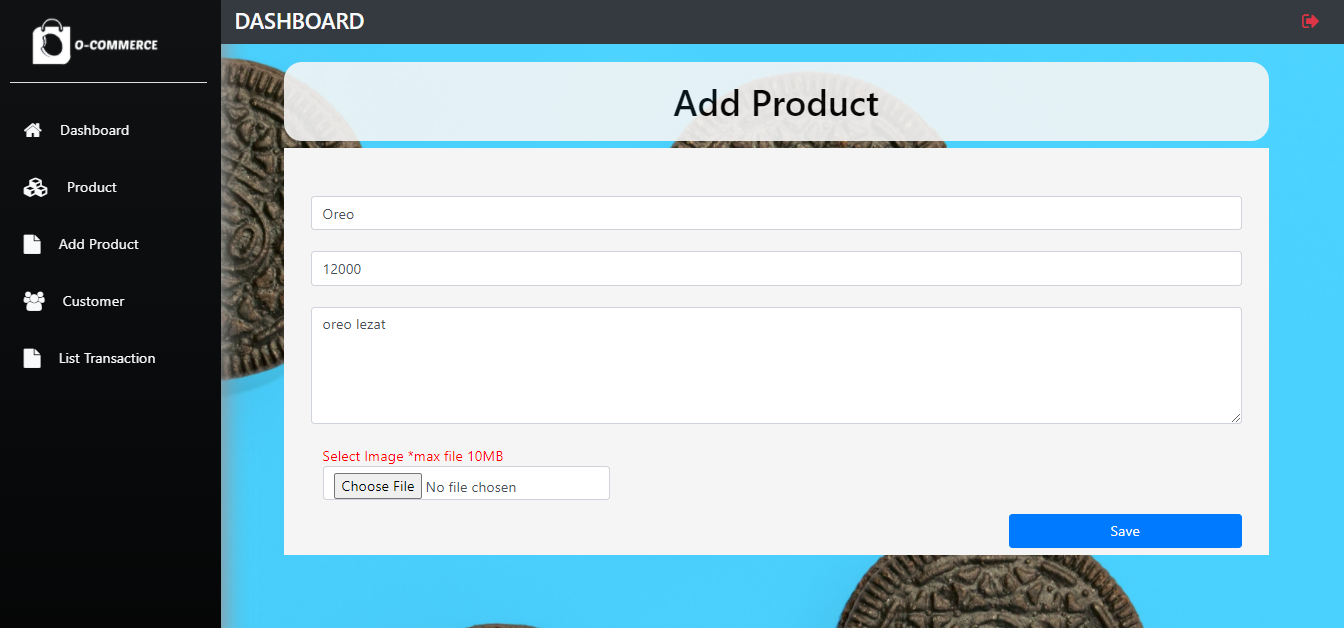 O-COMMERCE
DASHBOARD
Dashboard
Product
Add Product
Customer
List Transaction
Add Product
Oreo
12000
oreo lezat
Select Image *max file 10MB
Choose File No file chosen
Save